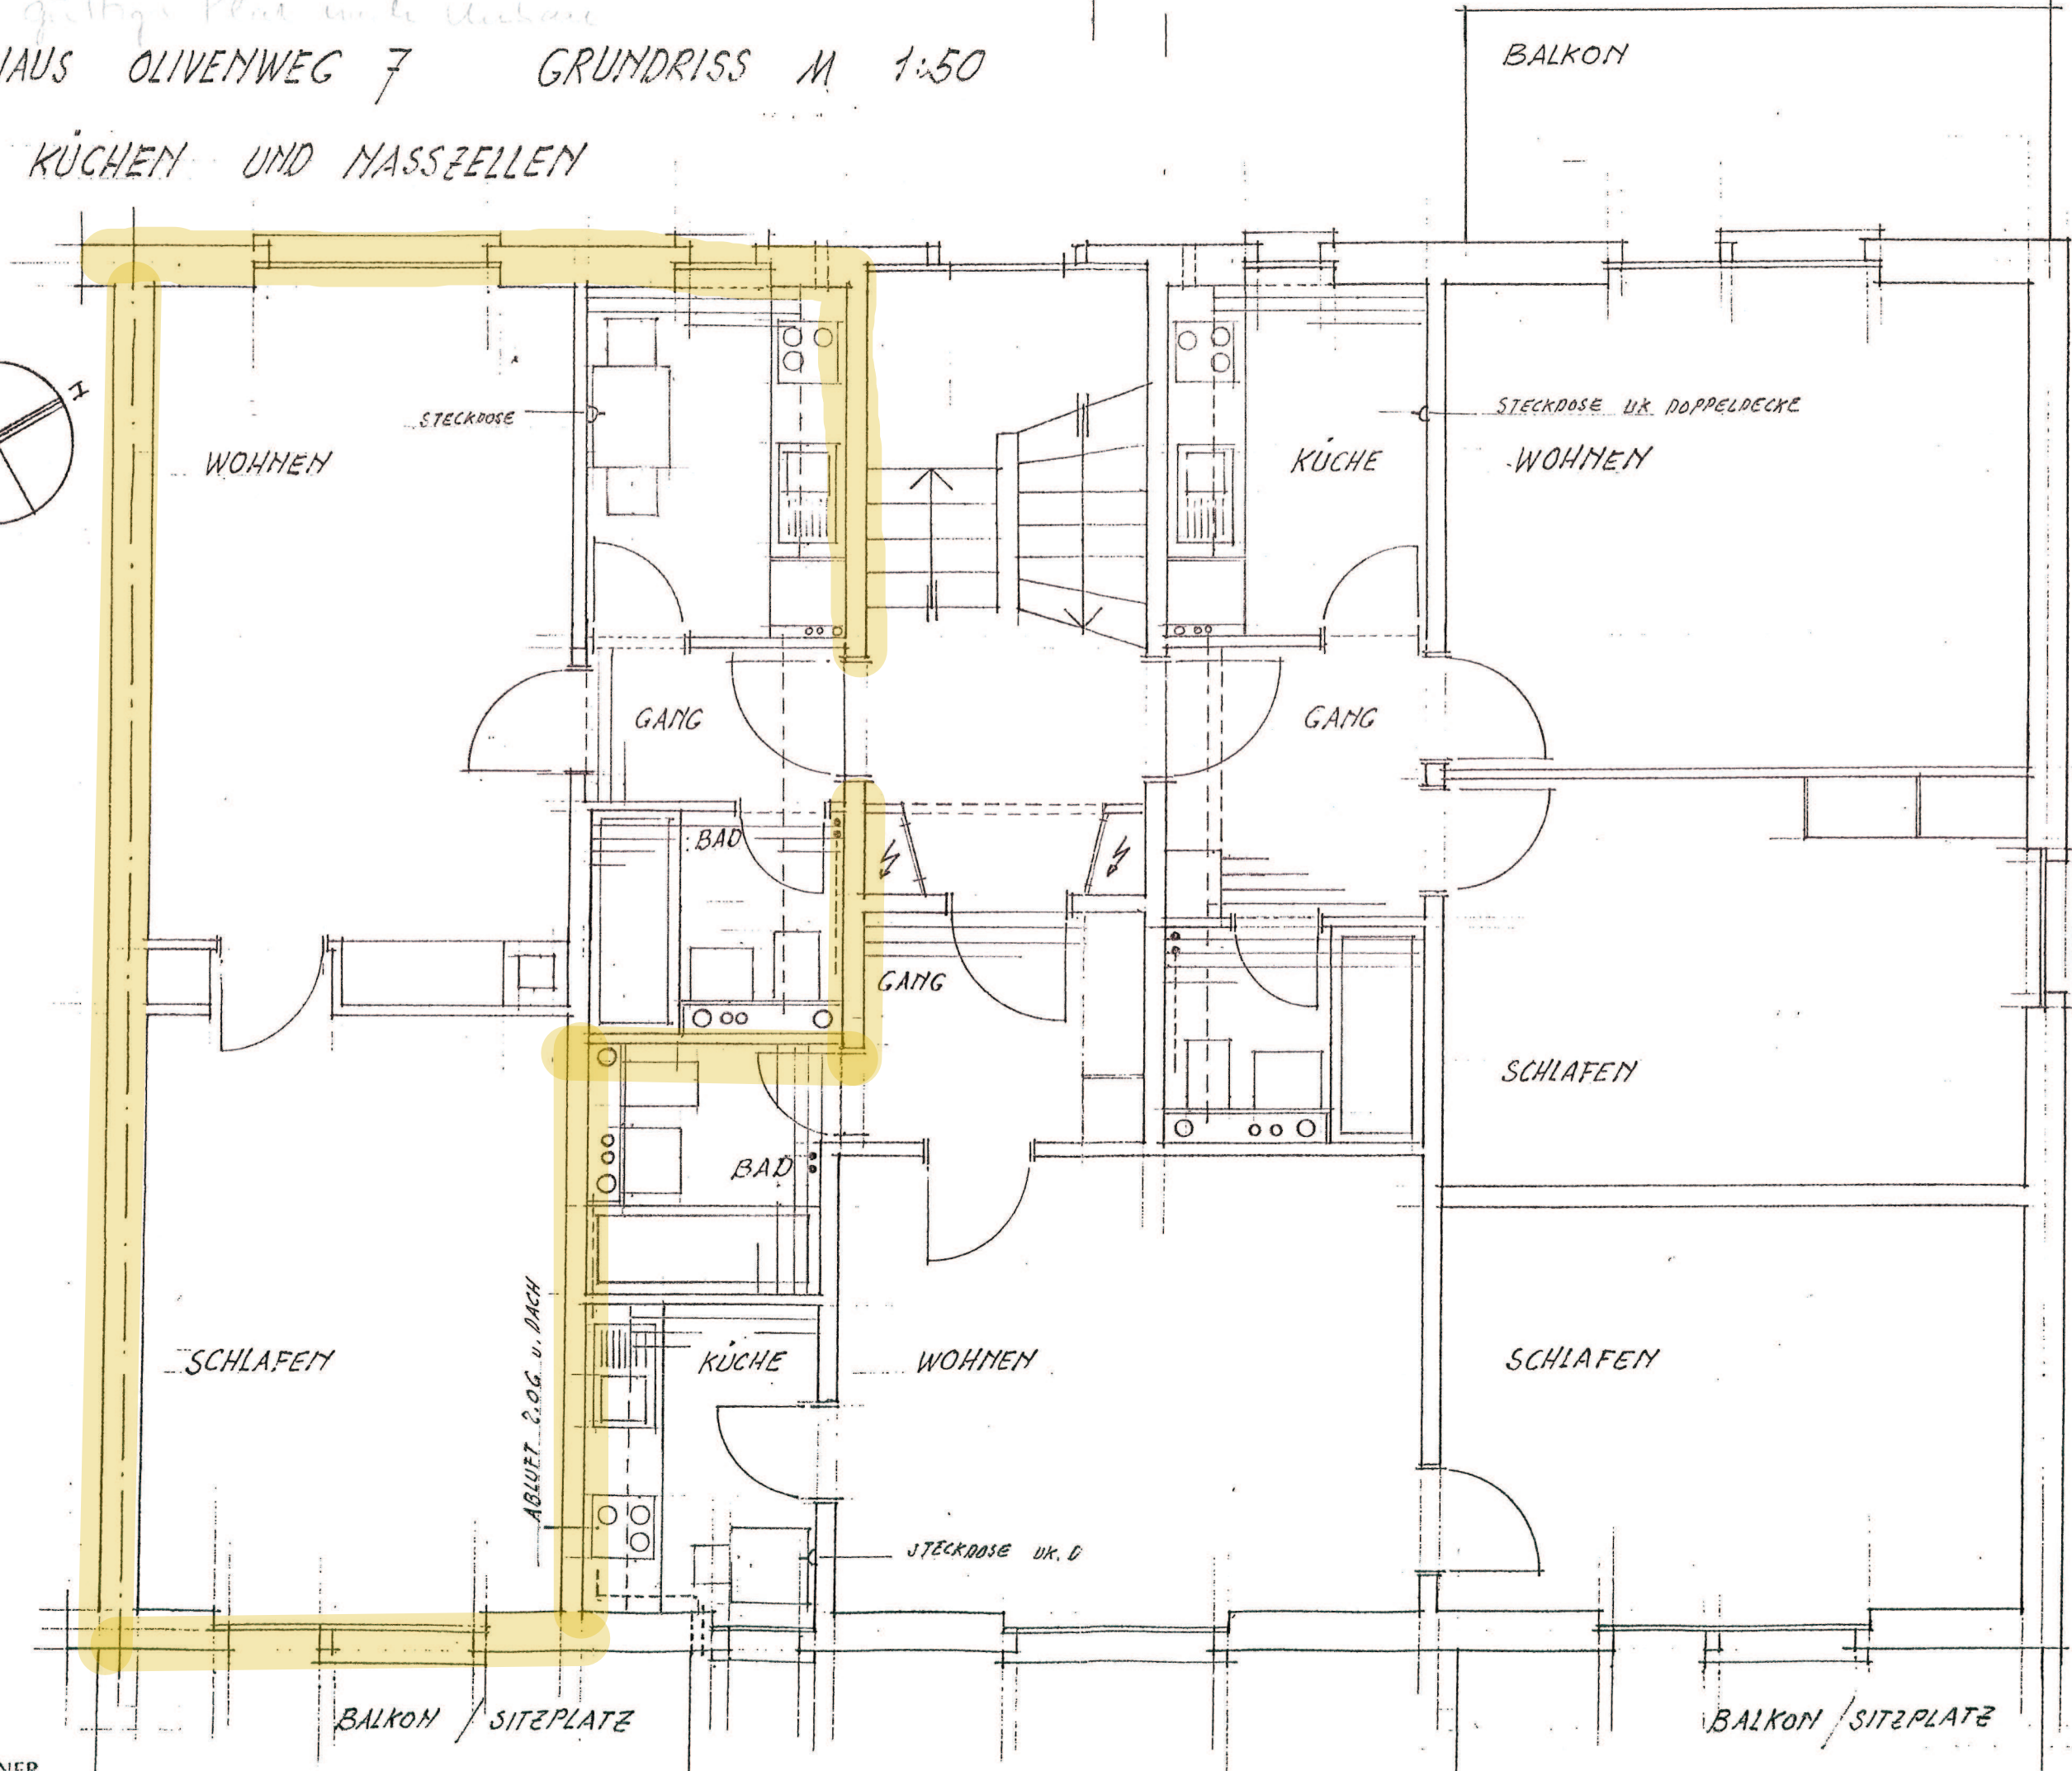 HAUS OLIVENWEG 7 GRUNDRISS M 1:50
KÜCHEN UND NASSZELLEN
BALKON
N
STECKDOSE
STECKDOSE UK DOPPELDECKE
WOHNEN
KÜCHE
WOHNEN
GANG
GANG
BAD
GANG
SCHLAFEN
BAD
ABLUFT 2.OG u. DACH
SCHLAFEN
KÜCHE
WOHNEN
SCHLAFEN
STECKDOSE UK. D
BALKON / SITZPLATZ
BALKON / SITZPLATZ